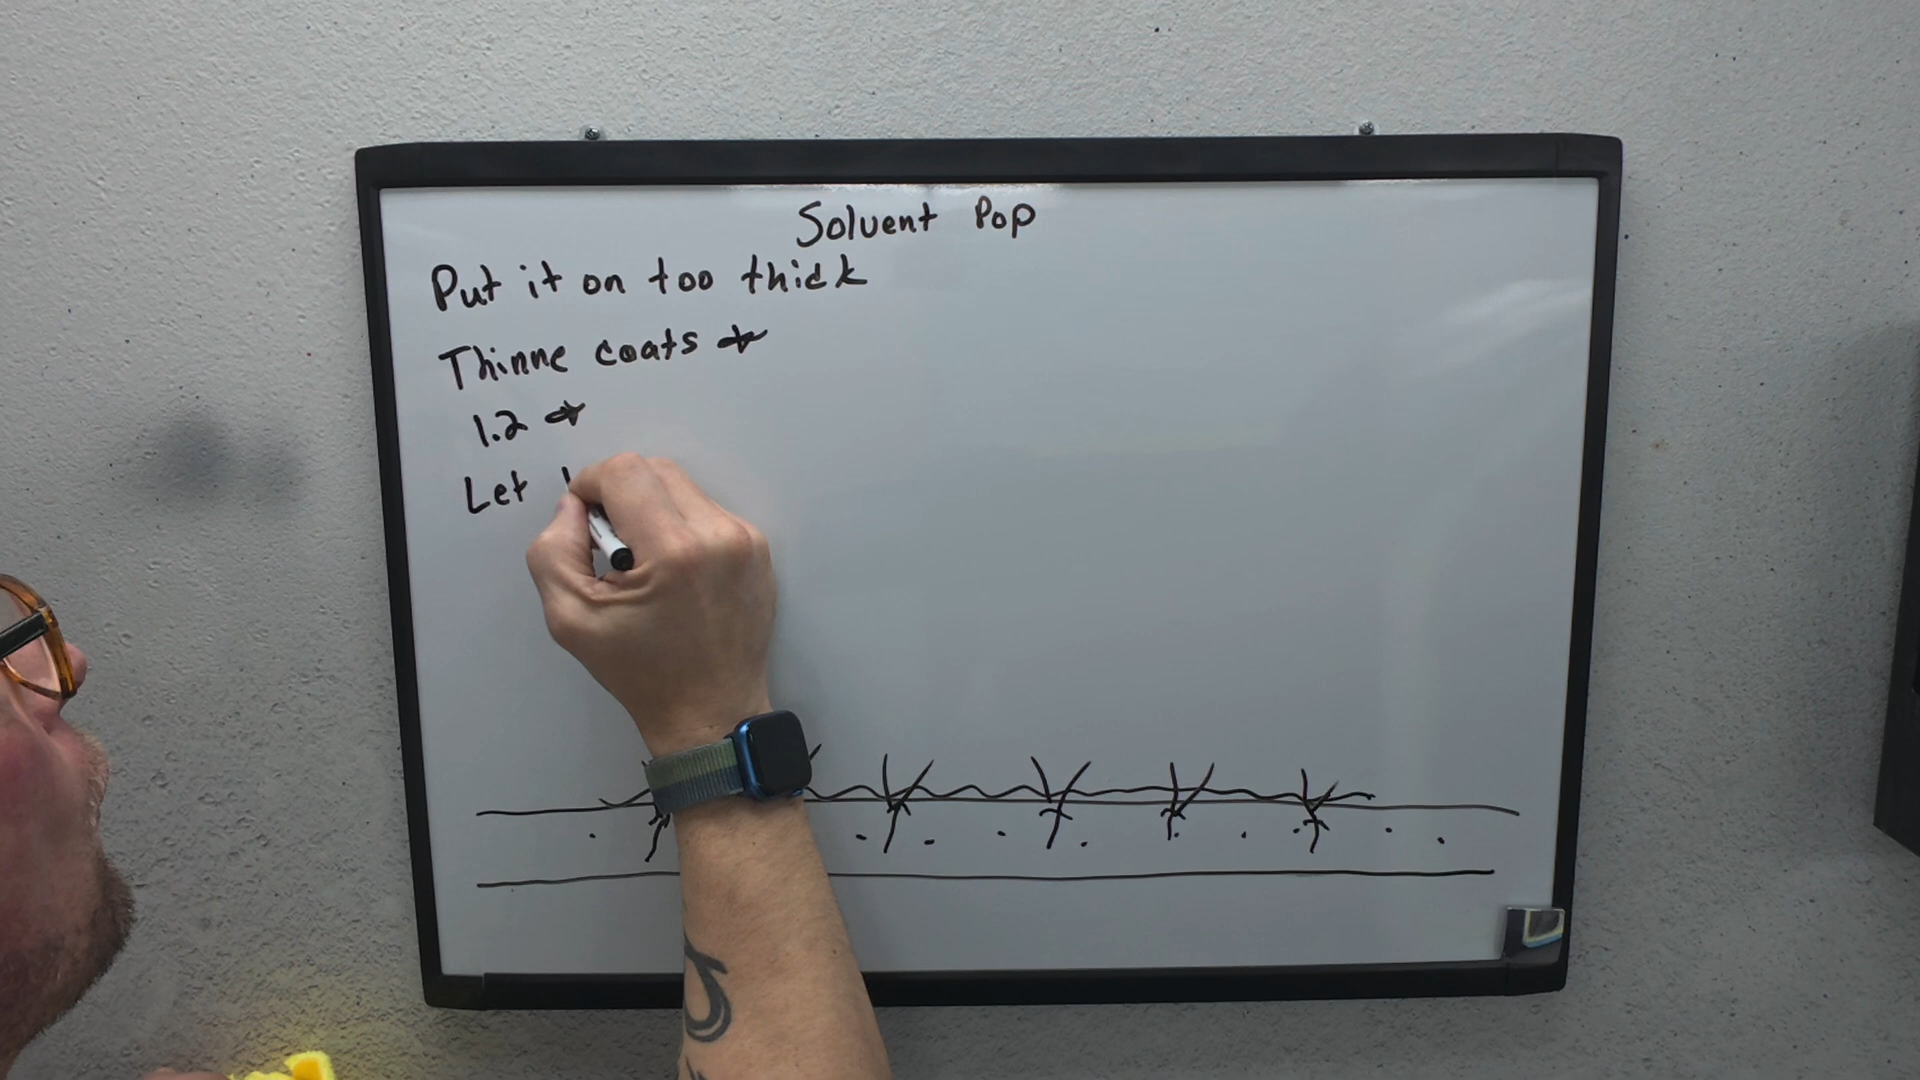 Solvent Pop
Put it on too thick
Thinne coats
1.2
Let